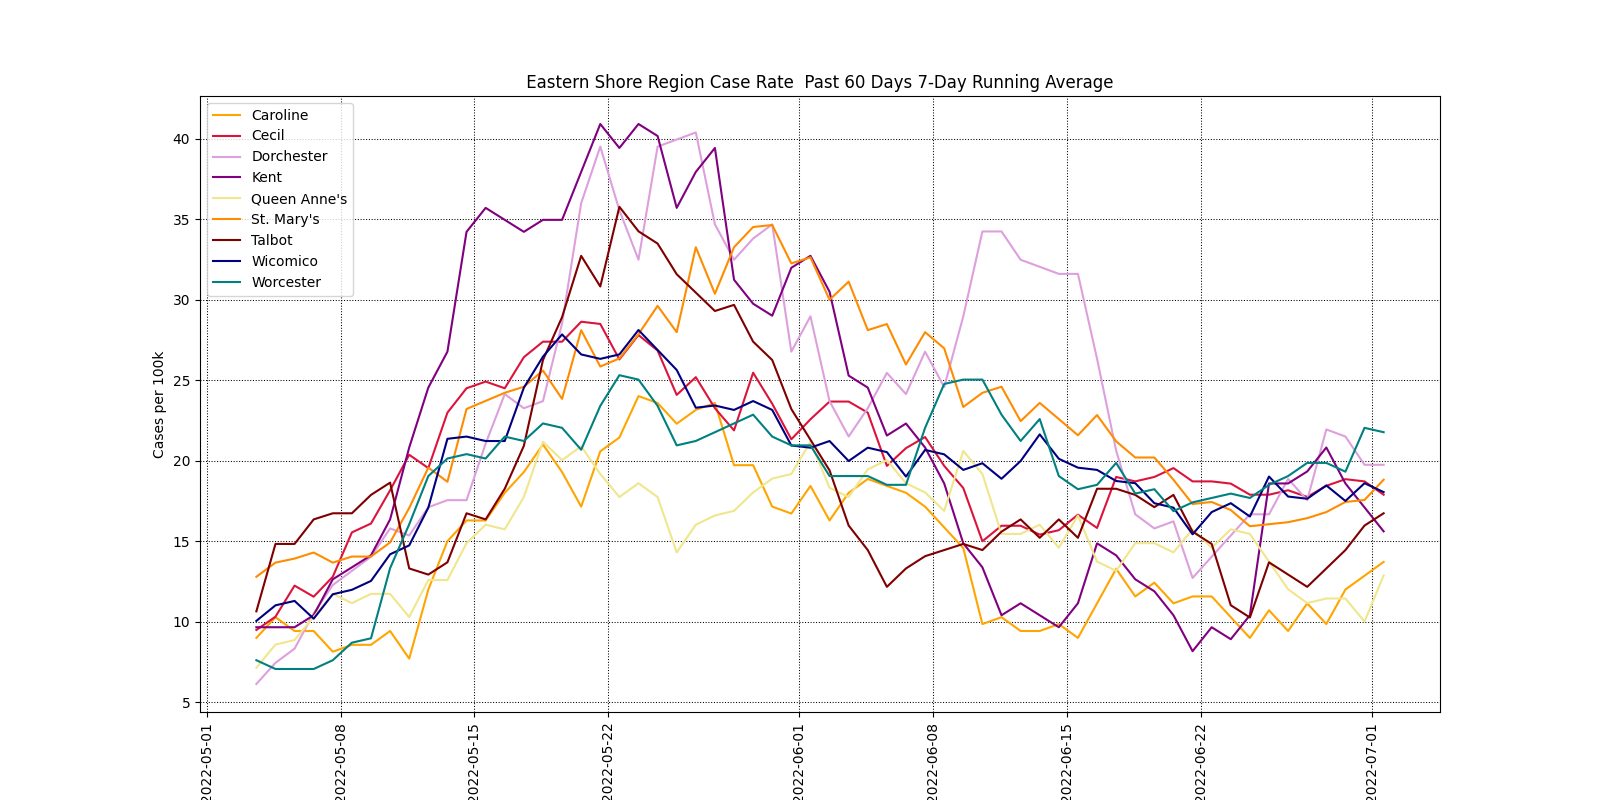 Eastern Shore Region Case Rate  Past 60 Days 7-Day Running Average
Caroline
Cecil
Dorchester
Kent
Queen Anne's
St. Mary's
Talbot
Wicomico
Worcester
Cases per 100k
40
35
30
25
20
15
10
5
2022-05-01
2022-05-08
2022-05-15
2022-05-22
2022-06-01
2022-06-08
2022-06-15
2022-06-22
2022-07-01